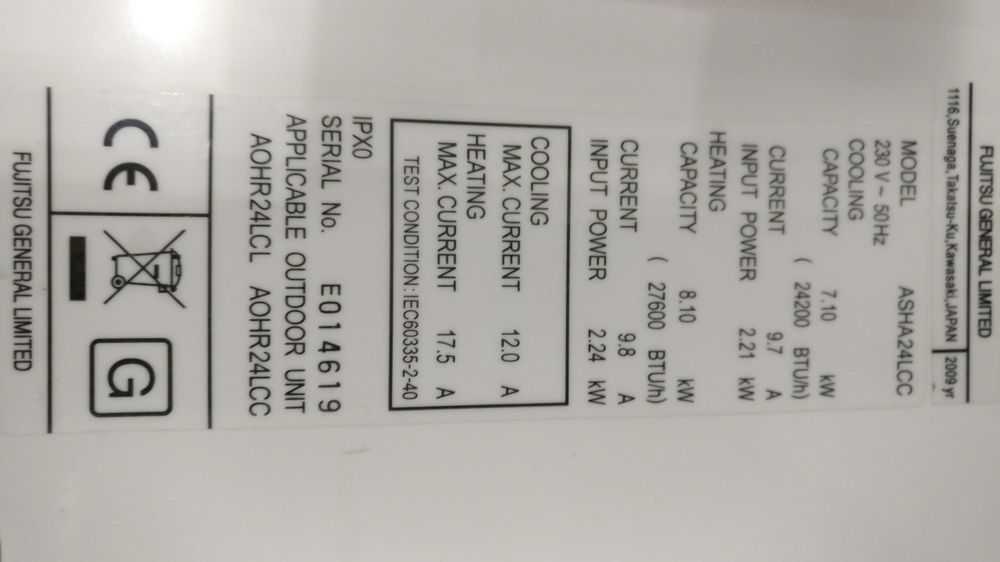 FUJITSU GENERAL LIMITED
1116,Suenaga,Takatsu-Ku,Kawasaki,JAPAN 2009 yr
MODEL ASHA24LCC
230 V ~ 50 Hz
COOLING
CAPACITY 7.10 kW
( 24200 BTU/h)
CURRENT 9.7 A
INPUT POWER 2.21 kW
HEATING
CAPACITY 8.10 kW
( 27600 BTU/h)
CURRENT 9.8 A
INPUT POWER 2.24 kW
COOLING
MAX. CURRENT 12.0 A
HEATING
MAX. CURRENT 17.5 A
TEST CONDITION : IEC60335-2-40
IPX0
SERIAL No. E014619
APPLICABLE OUTDOOR UNIT
AOHR24LCL AOHR24LCC
CE
G
FUJITSU GENERAL LIMITED